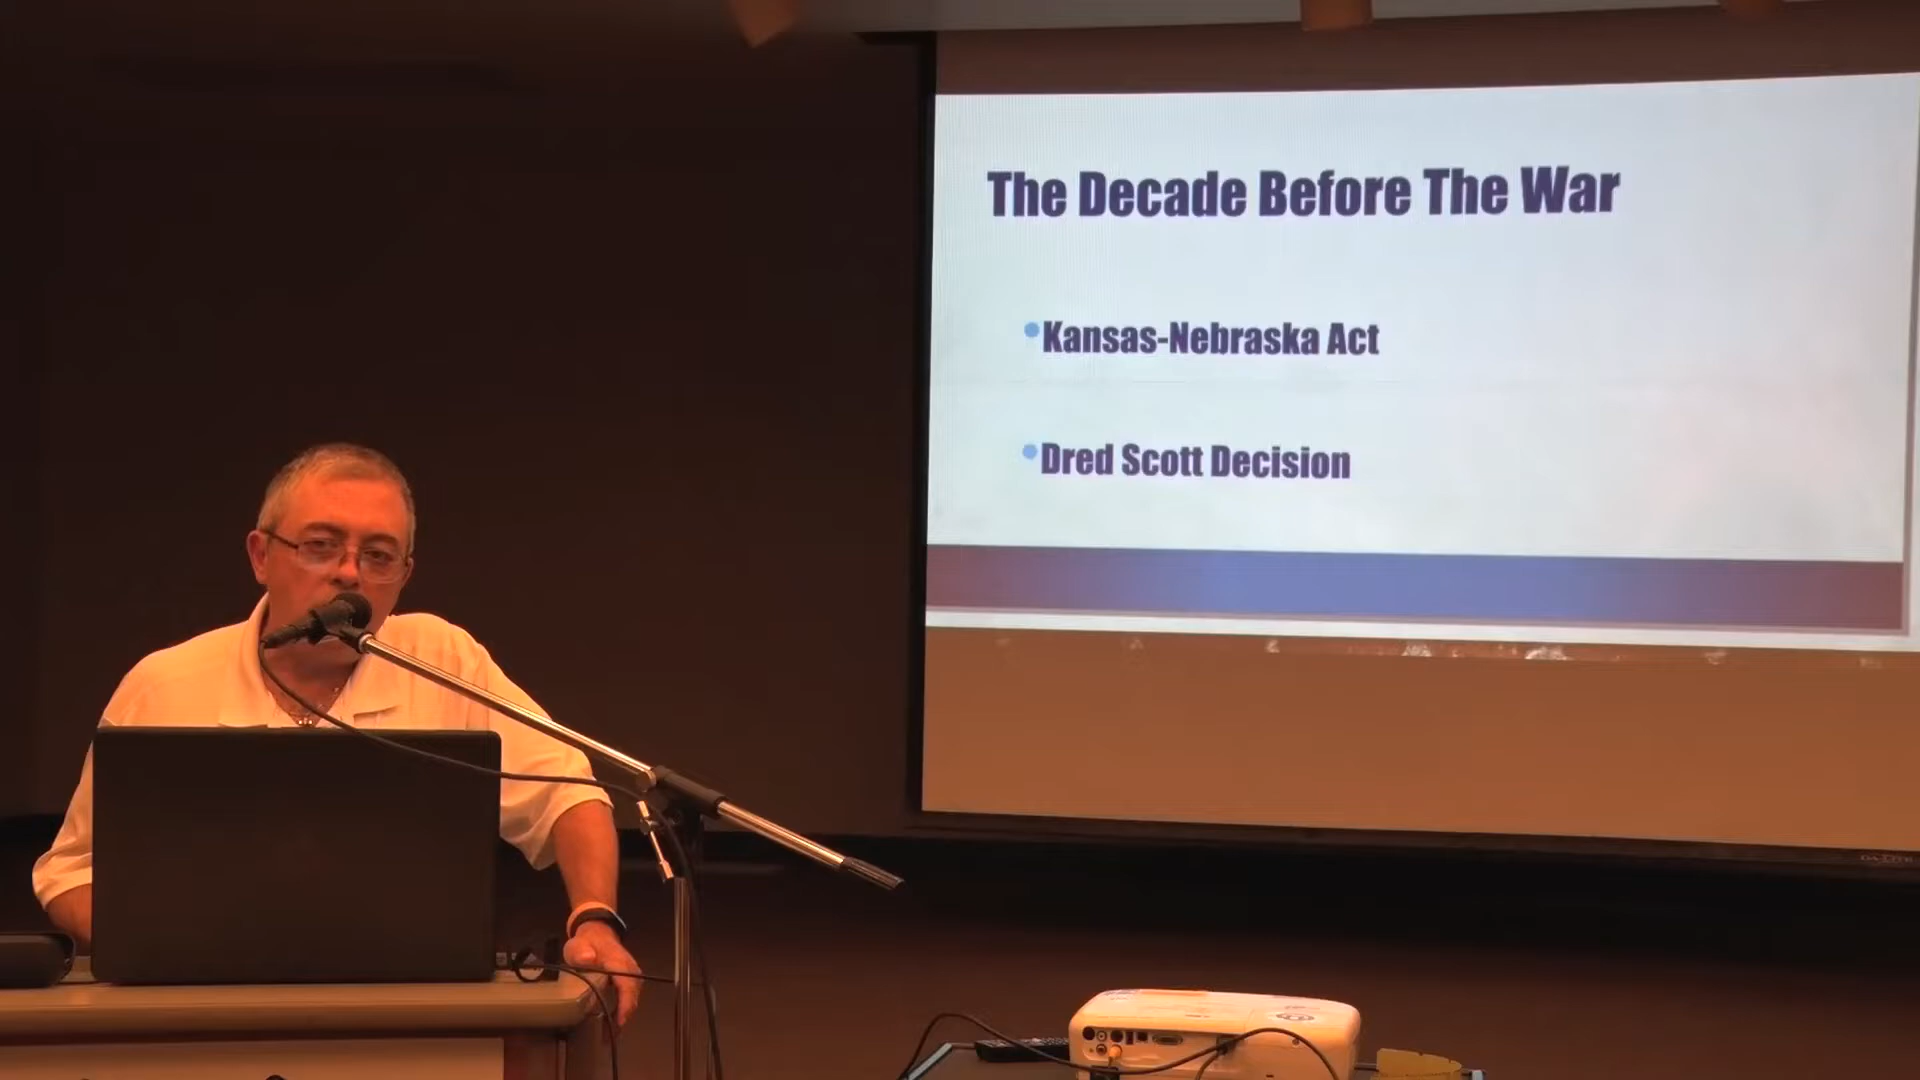 The Decade Before The War
•Kansas-Nebraska Act
•Dred Scott Decision